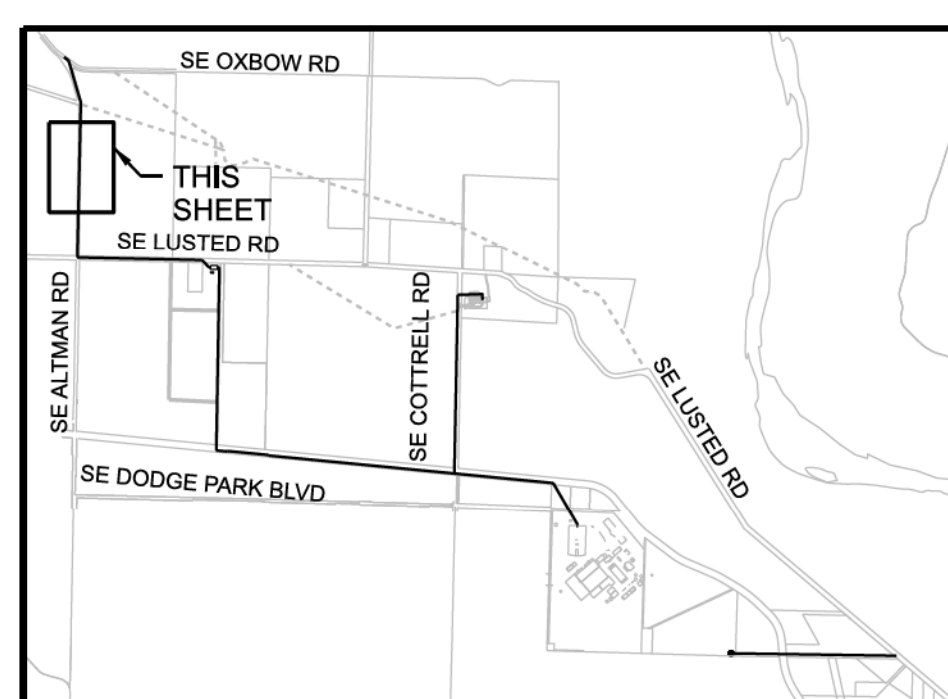 SE OXBOW RD
THIS
SHEET
SE LUSTED RD
SE ALTMAN RD
SE COTTRELL RD
SE LUSTED RD
SE DODGE PARK BLVD